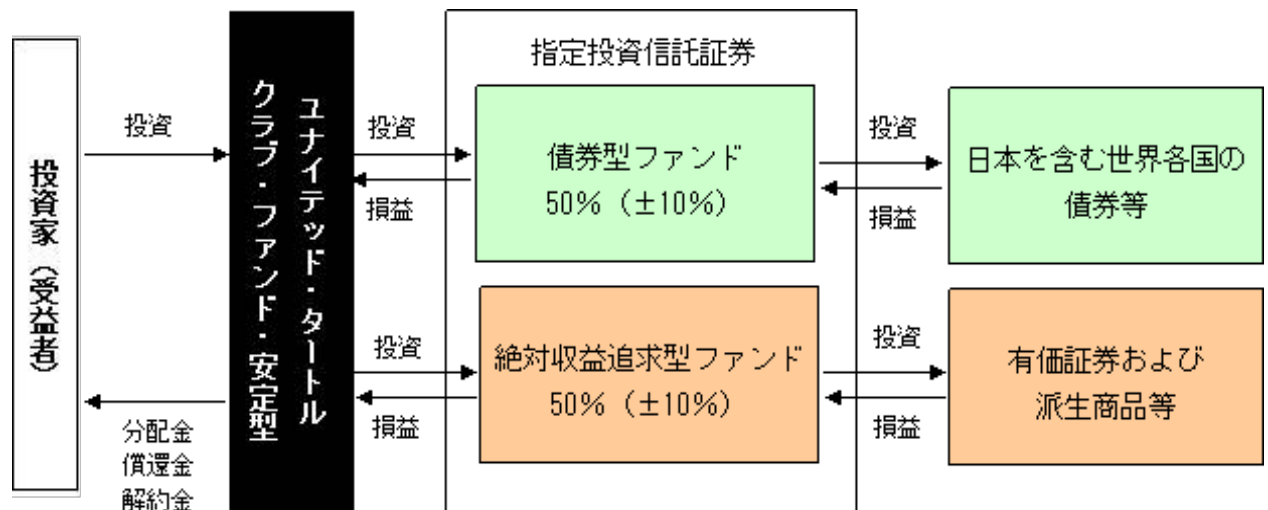 投資家（受益者）
投資
分配金
償還金
解約金
ユナイテッド・タートル
クラブ・ファンド・安定型
投資
損益
投資
損益
指定投資信託証券
債券型ファンド
50%（±10%）
絶対収益追求型ファンド
50%（±10%）
投資
損益
投資
損益
日本を含む世界各国の
債券等
有価証券および
派生商品等